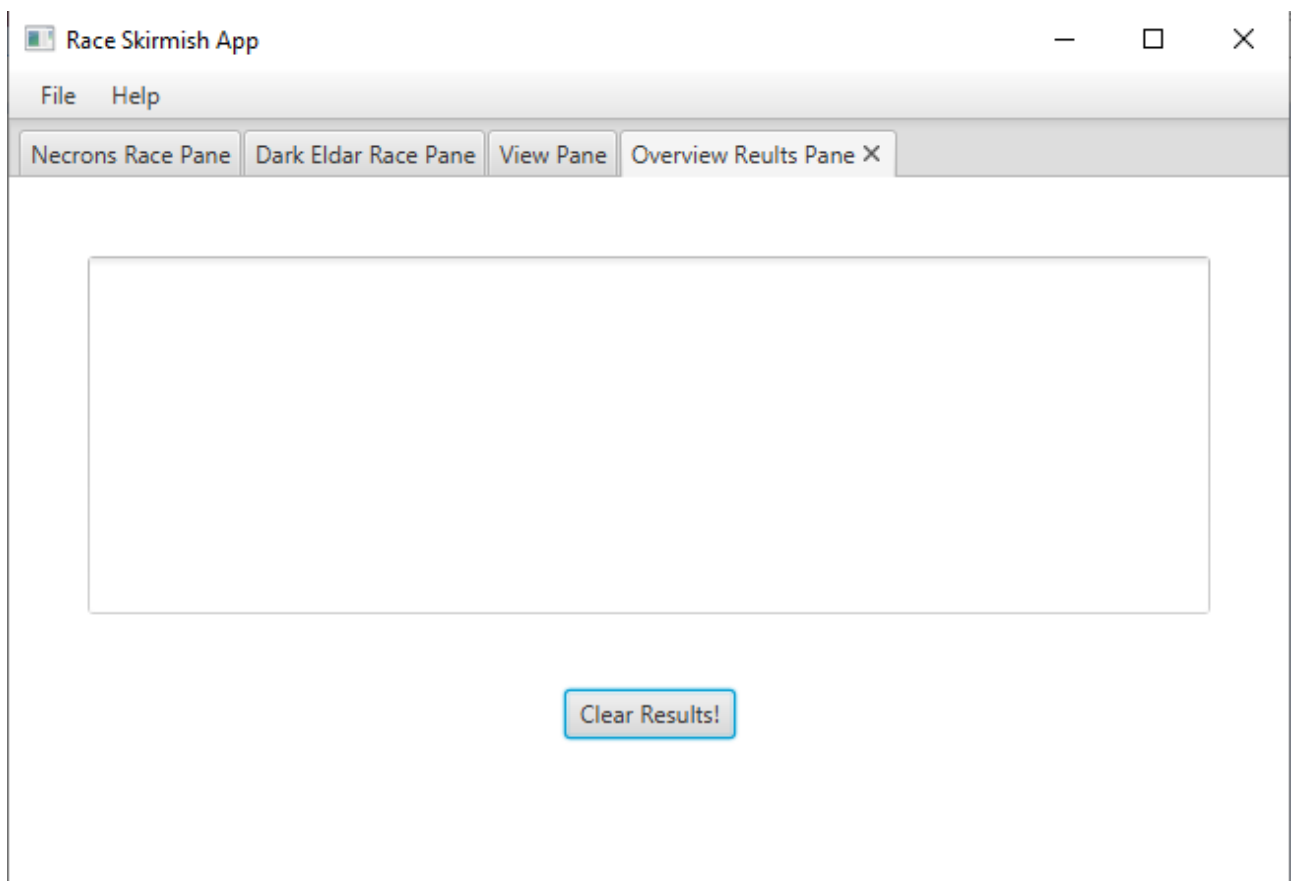 Race Skirmish App
File Help
Necrons Race Pane Dark Eldar Race Pane View Pane Overview Reults Pane
Clear Results!